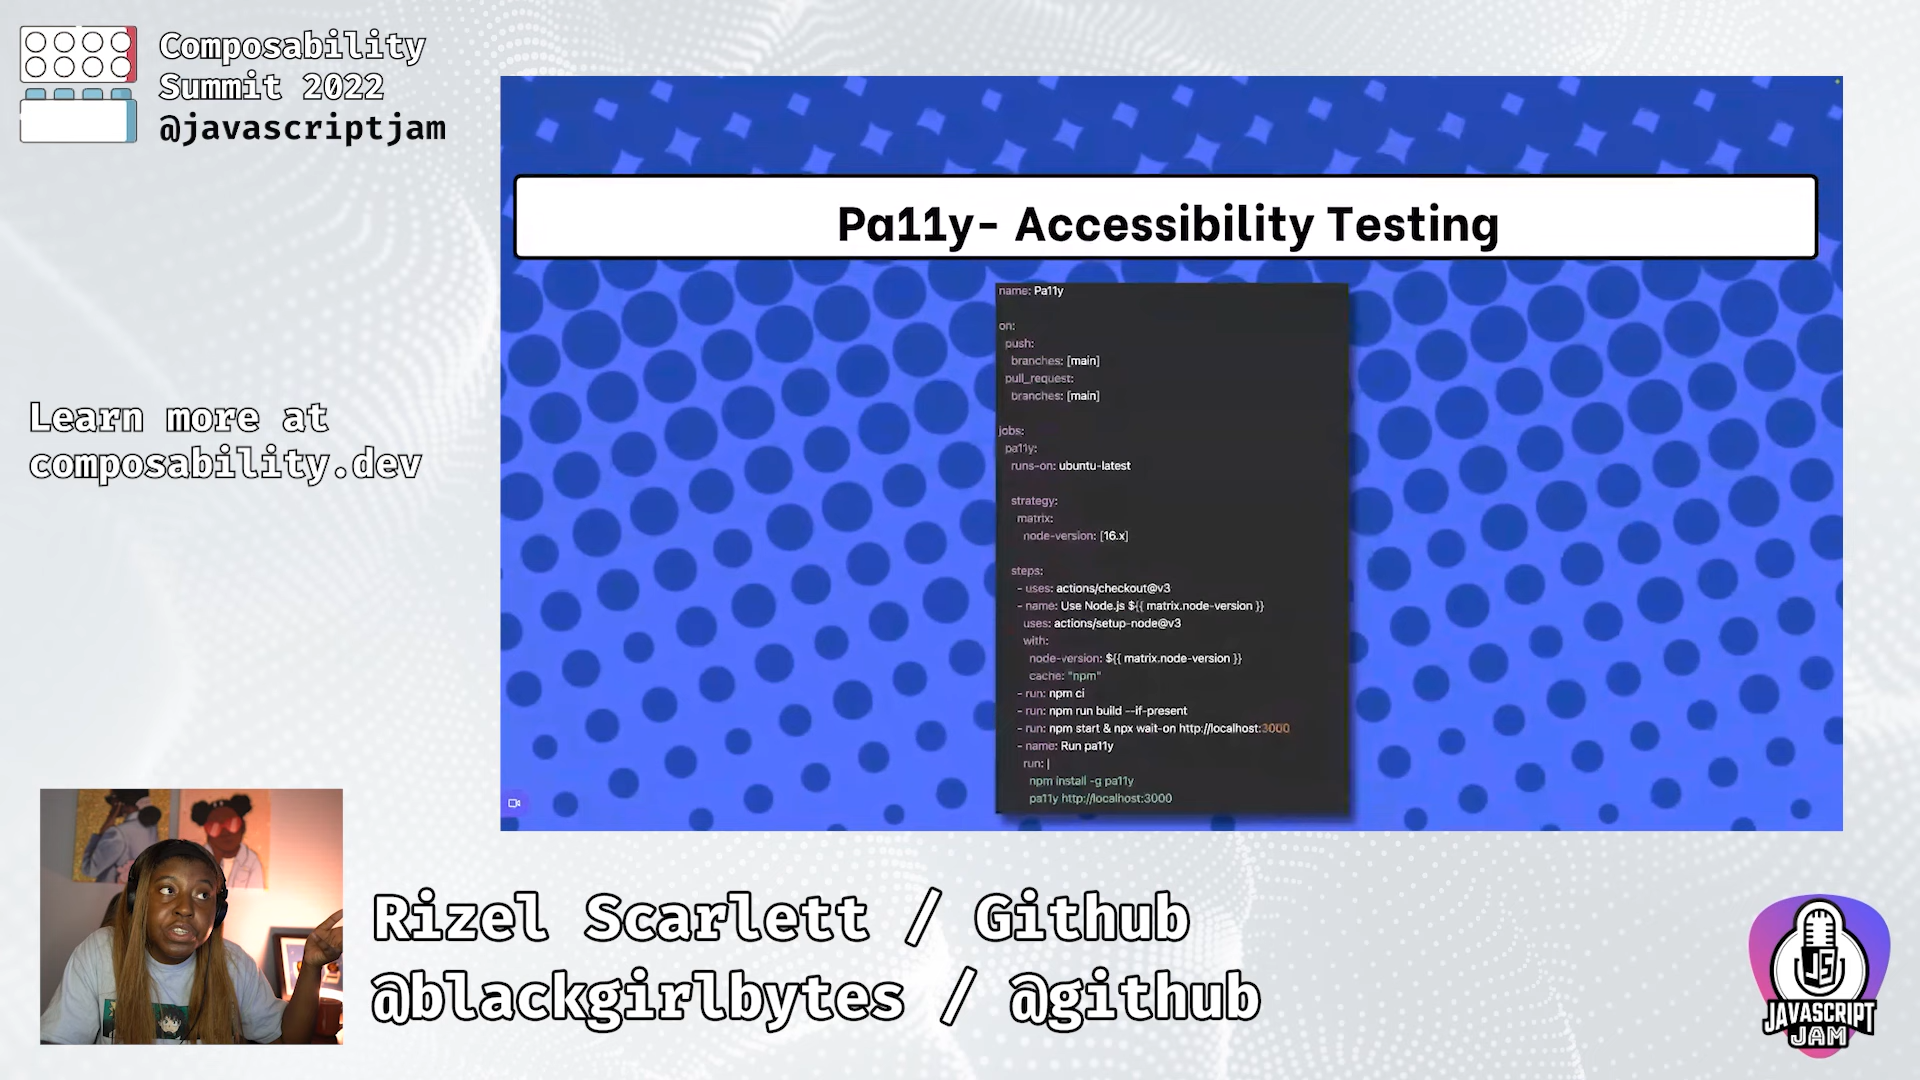 Composability
Summit 2022
@javascriptjam
Learn more at
composability.dev
Pa11y- Accessibility Testing
name: Pa11y
on:
push:
branches: [main]
pull_request:
branches: [main]
jobs:
pa11y:
runs-on: ubuntu-latest
strategy:
matrix:
node-version: [16.x]
steps:
- uses: actions/checkout@v3
- name: Use Node.js ${{ matrix.node-version }}
uses: actions/setup-node@v3
with:
node-version: ${{ matrix.node-version }}
cache: "npm"
- run: npm ci
- run: npm run build --if-present
- run: npm start & npx wait-on http://localhost:3000
- name: Run pa11y
run: |
npm install -g pa11y
pa11y http://localhost:3000
Rizel Scarlett / Github
@blackgirlbytes / @github
JS
JAVASCRIPT
JAM